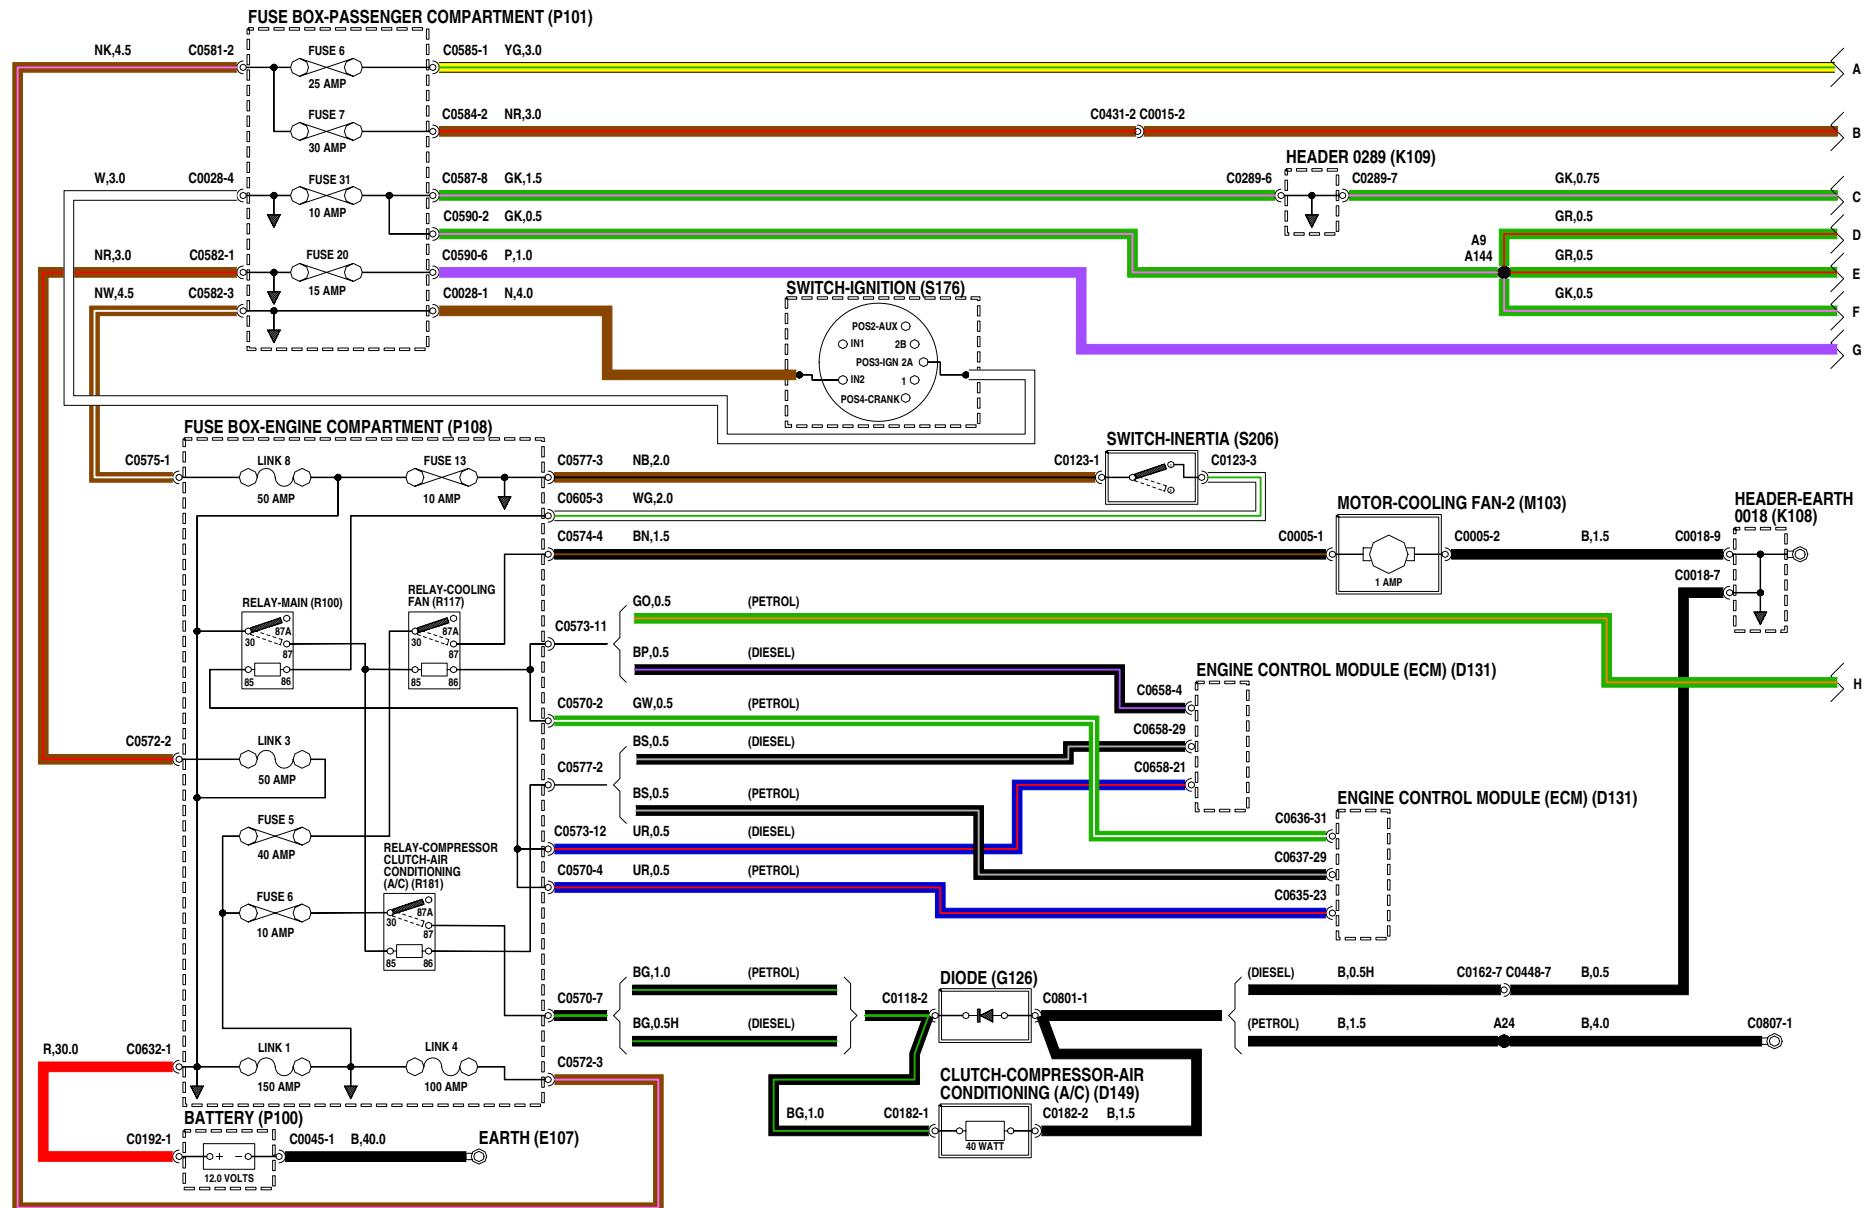 FUSE BOX-PASSENGER COMPARTMENT (P101)
NK,4.5 C0581-2 FUSE 6 C0585-1 YG,3.0
25 AMP
A
FUSE 7 C0584-2 NR,3.0 C0431-2 C0015-2
30 AMP
B
HEADER 0289 (K109)
W,3.0 C0028-4 FUSE 31 C0587-8 GK,1.5 C0289-6 C0289-7 GK,0.75
C
10 AMP C0590-2 GK,0.5 GR,0.5
D
A9
A144
NR,3.0 C0582-1 FUSE 20 C0590-6 P,1.0 GR,0.5
E
15 AMP
NW,4.5 C0582-3 C0028-1 N,4.0 GK,0.5
F
SWITCH-IGNITION (S176)
POS2-AUX
IN1 2B
POS3-IGN 2A
IN2 1
POS4-CRANK
G
FUSE BOX-ENGINE COMPARTMENT (P108)
SWITCH-INERTIA (S206)
C0575-1 LINK 8 FUSE 13 C0577-3 NB,2.0 C0123-1 C0123-3
50 AMP 10 AMP C0605-3 WG,2.0
MOTOR-COOLING FAN-2 (M103)
HEADER-EARTH
0018 (K108)
C0574-4 BN,1.5 C0005-1 C0005-2 B,1.5 C0018-9
1 AMP
C0018-7
RELAY-MAIN (R100)
30 87A
87
85 86
RELAY-COOLING
FAN (R117)
30 87A
87
85 86
GO,0.5 (PETROL)
C0573-11
BP,0.5 (DIESEL)
ENGINE CONTROL MODULE (ECM) (D131)
H
C0658-4
C0570-2 GW,0.5 (PETROL)
C0658-29
C0572-2 LINK 3 BS,0.5 (DIESEL)
50 AMP C0577-2 C0658-21
BS,0.5 (PETROL)
ENGINE CONTROL MODULE (ECM) (D131)
FUSE 5 C0636-31
40 AMP C0573-12 UR,0.5 (DIESEL)
RELAY-COMPRESSOR
CLUTCH-AIR
CONDITIONING
(A/C) (R181)
C0637-29
C0570-4 UR,0.5 (PETROL)
FUSE 6 C0635-23
10 AMP
30 87A
87
85 86
BG,1.0 (PETROL)
DIODE (G126)
(DIESEL) B,0.5H C0162-7 C0448-7 B,0.5
C0570-7 C0118-2 C0801-1
BG,0.5H (DIESEL)
(PETROL) B,1.5 A24 B,4.0 C0807-1
R,30.0 C0632-1 LINK 1 LINK 4 C0572-3
150 AMP 100 AMP
CLUTCH-COMPRESSOR-AIR
CONDITIONING (A/C) (D149)
BG,1.0 C0182-1 C0182-2 B,1.5
40 WATT
BATTERY (P100)
C0192-1 C0045-1 B,40.0 EARTH (E107)
+ −
12.0 VOLTS